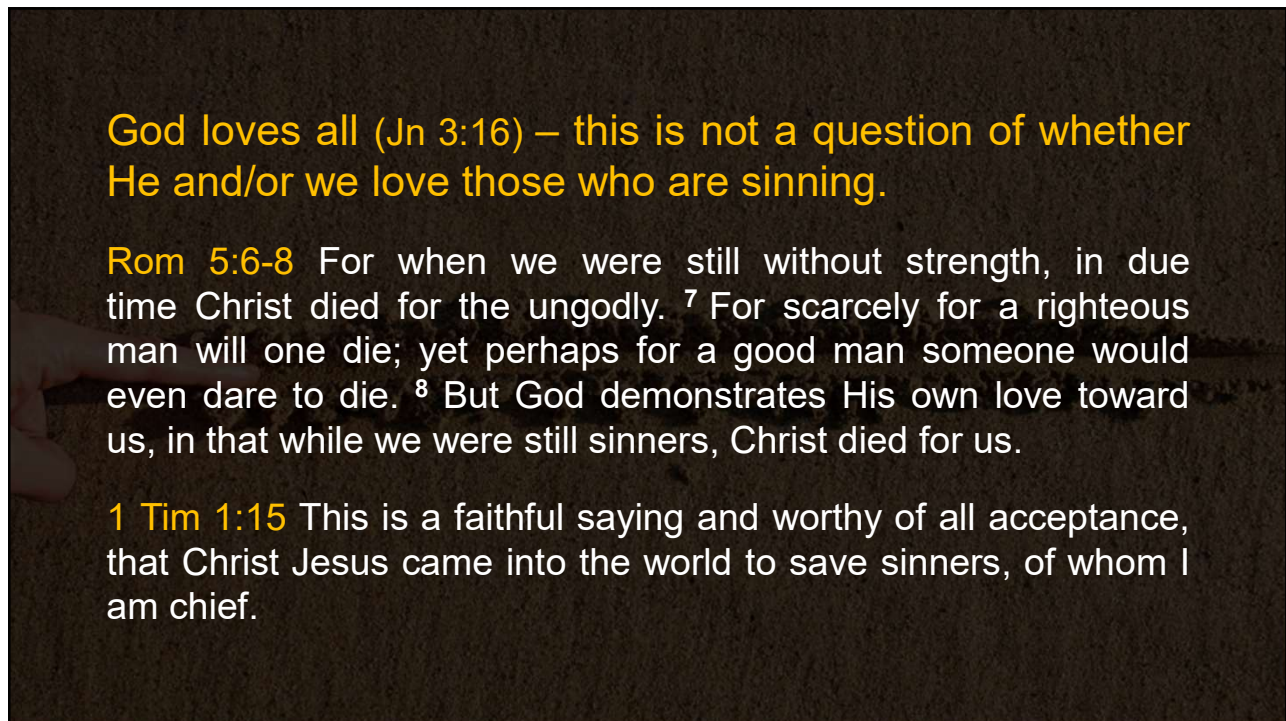 God loves all (Jn 3:16) – this is not a question of whether
He and/or we love those who are sinning.
Rom 5:6-8 For when we were still without strength, in due
time Christ died for the ungodly. 7 For scarcely for a righteous
man will one die; yet perhaps for a good man someone would
even dare to die. 8 But God demonstrates His own love toward
us, in that while we were still sinners, Christ died for us.
1 Tim 1:15 This is a faithful saying and worthy of all acceptance,
that Christ Jesus came into the world to save sinners, of whom I
am chief.